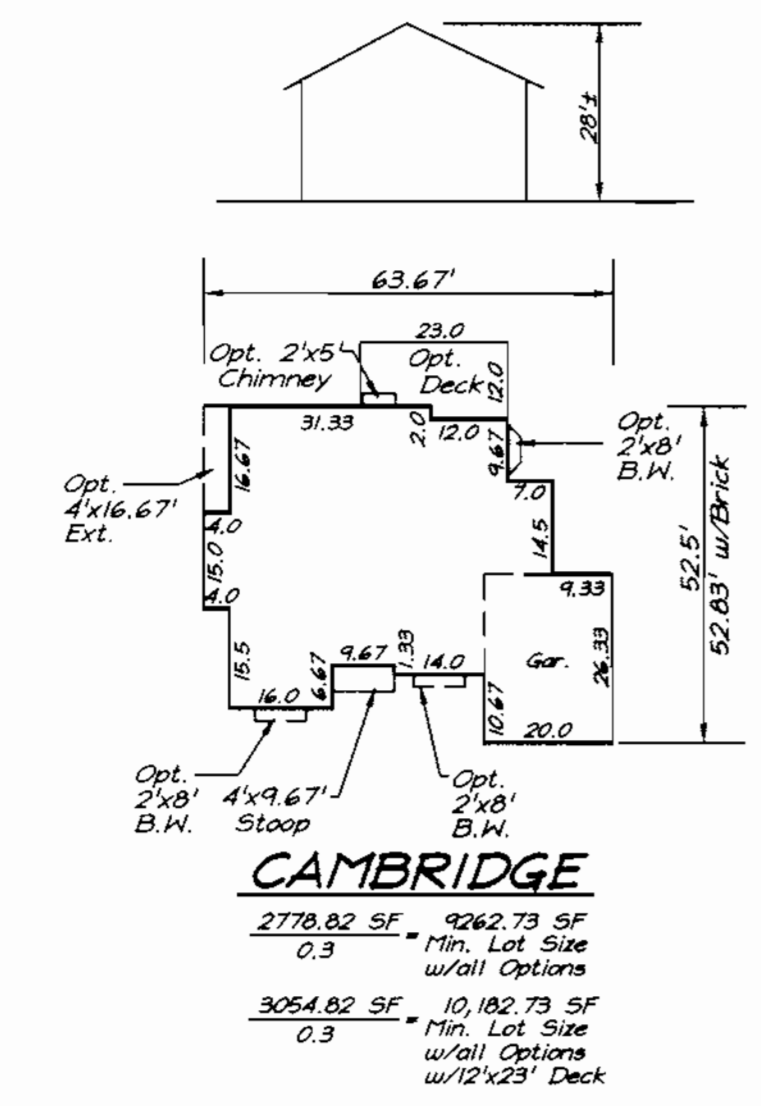 28'±
63.67'
23.0
Opt. 2'x5'
Chimney
Opt.
Deck
12.0
31.33
2.0
12.0
9.67
Opt.
2'x8'
B.W.
16.67
Opt.
4'x16.67'
Ext.
4.0
15.0
4.0
7.0
14.5
9.33
52.5'
52.83' w/Brick
15.5
16.0
6.67
9.67
1.33
14.0
Gar.
26.33
10.67
20.0
Opt.
2'x8'
B.W.
4'x9.67'
Stoop
Opt.
2'x8'
B.W.
CAMBRIDGE
2778.82 SF = 9262.73 SF
0.3 Min. Lot Size
w/all Options
3054.82 SF = 10,182.73 SF
0.3 Min. Lot Size
w/all Options
w/12'x23' Deck